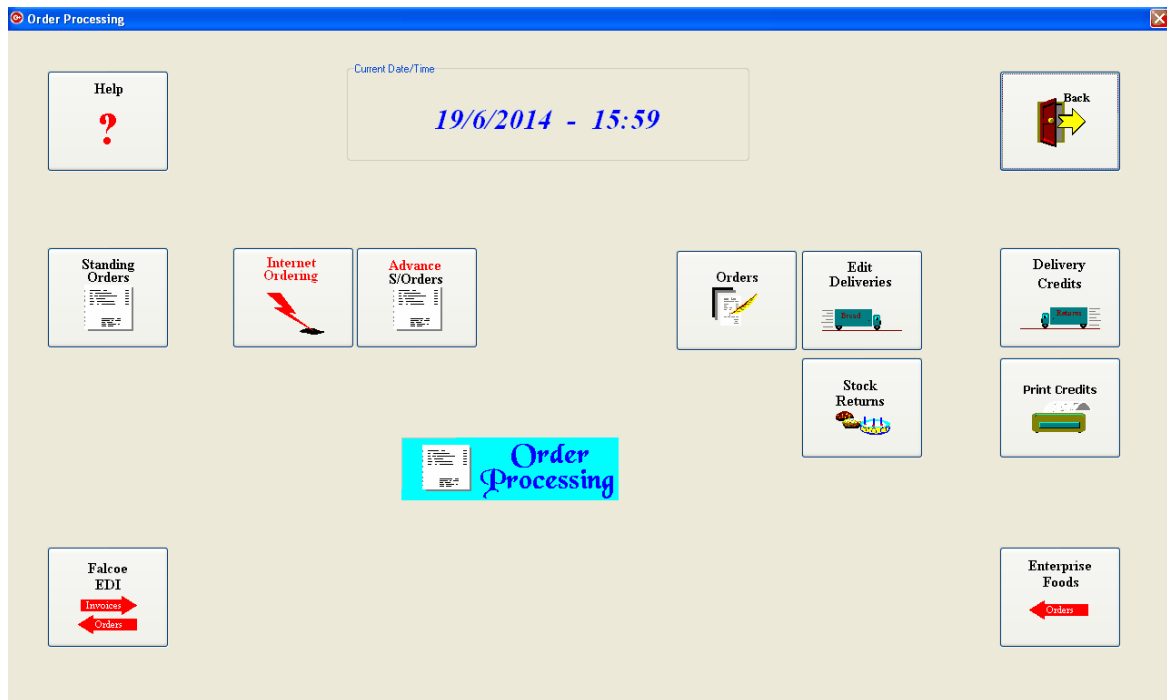 Order Processing
Current Date/Time
19/6/2014 - 15:59
Help
?
Back
Standing
Orders
Internet
Ordering
Advance
S/Orders
Orders
Edit
Deliveries
Bread
Delivery
Credits
Returns
Stock
Returns
Print Credits
Order
Processing
Falcoe
EDI
Invoices
Orders
Enterprise
Foods
Orders